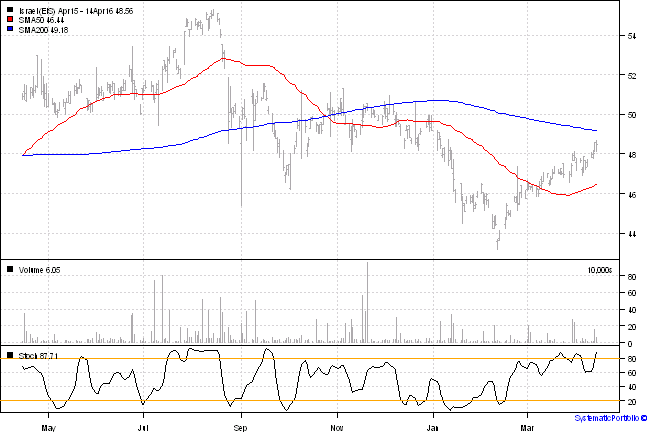 Israel (EIS) Apr15 - 14Apr16 48.56
SMA50 46.44
SMA200 49.18
54
52
50
48
46
44
Volume 6.05
10,000s
80
60
40
20
0
Stoch 87.71
80
60
40
20
May Jul Sep Nov Jan Mar
SystematicPortfolio ©